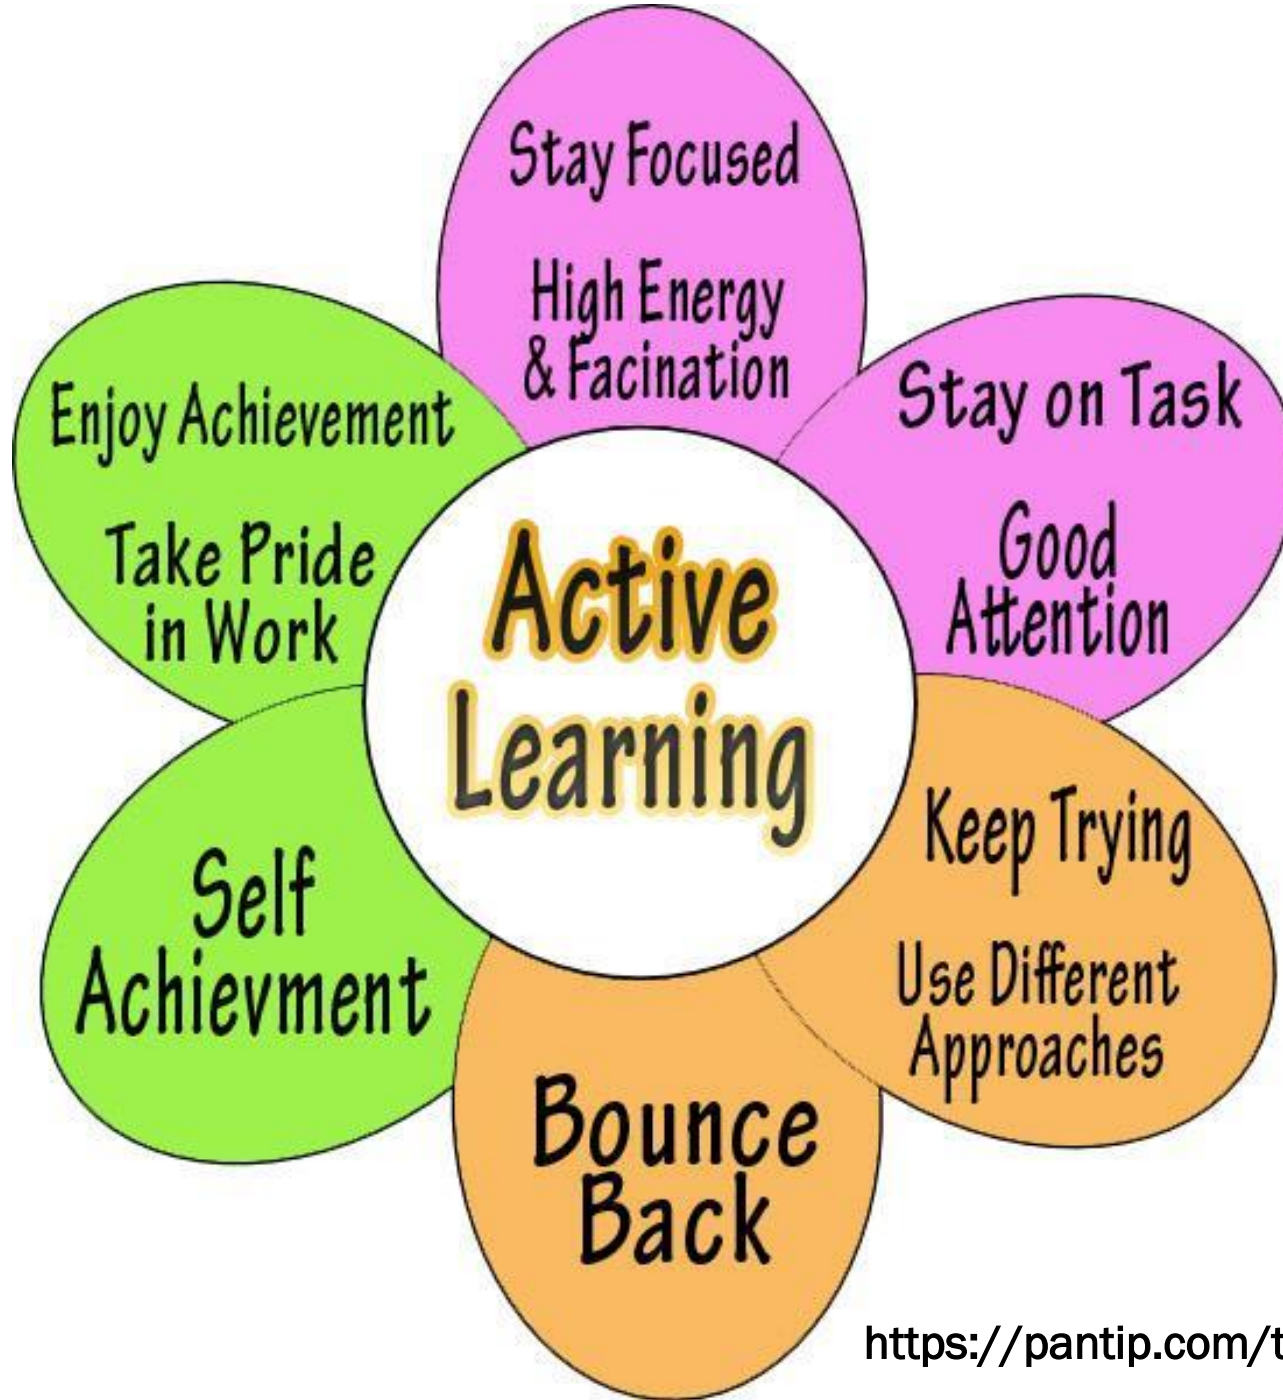 Stay Focused
High Energy
& Facination
Stay on Task
Good
Attention
Keep Trying
Use Different
Approaches
Bounce
Back
Self
Achievment
Enjoy Achievement
Take Pride
in Work
Active
Learning
https://pantip.com/t